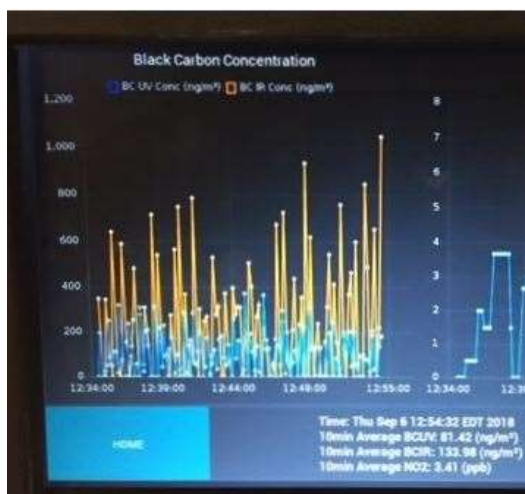 Black Carbon Concentration
BC UV Conc (ng/m³) BC IR Conc (ng/m³)
1,200
1,000
800
600
400
200
0
12:34:00 12:39:00 12:44:00 12:49:00 12:55:00
8
7
6
5
4
3
2
1
0
12:34:00 12:39
HOME
Time: Thu Sep 6 12:54:32 EDT 2018
10min Average BCUV: 81.42 (ng/m³)
10min Average BCIR: 133.98 (ng/m³)
10min Average NO2: 3.41 (ppb)